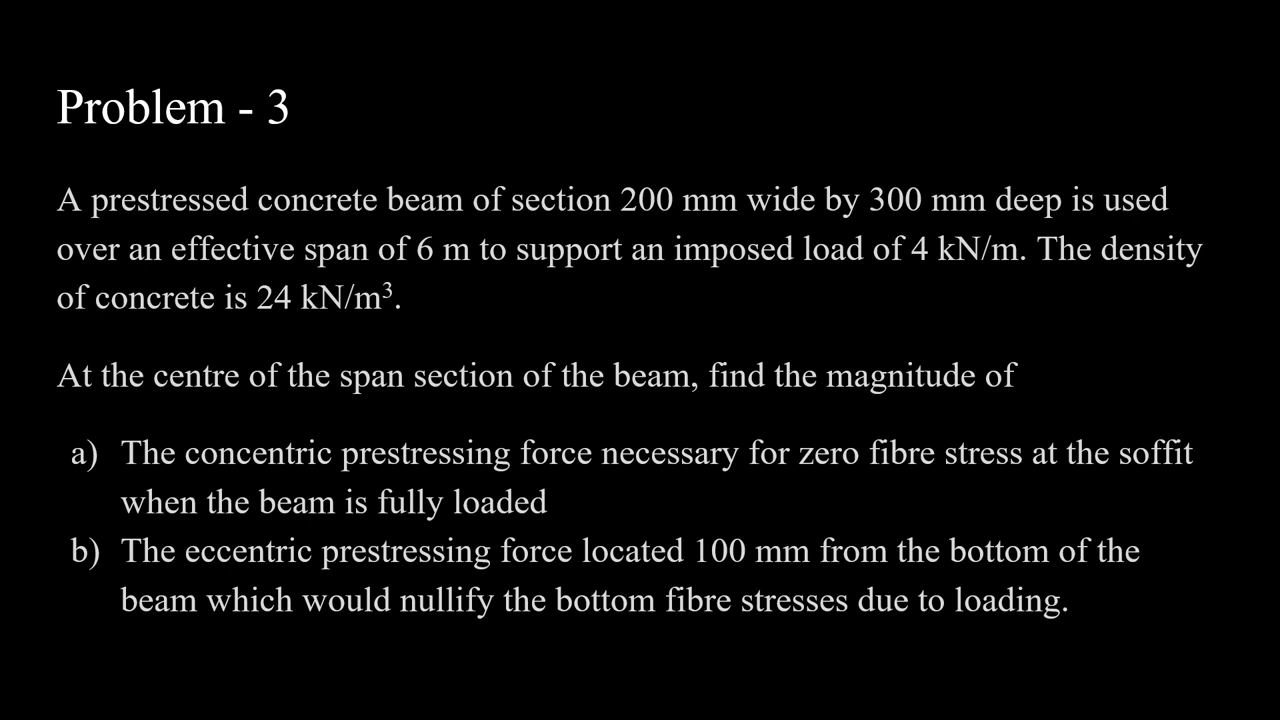 Problem - 3
A prestressed concrete beam of section 200 mm wide by 300 mm deep is used
over an effective span of 6 m to support an imposed load of 4 kN/m. The density
of concrete is 24 kN/m³.
At the centre of the span section of the beam, find the magnitude of
a) The concentric prestressing force necessary for zero fibre stress at the soffit
when the beam is fully loaded
b) The eccentric prestressing force located 100 mm from the bottom of the
beam which would nullify the bottom fibre stresses due to loading.